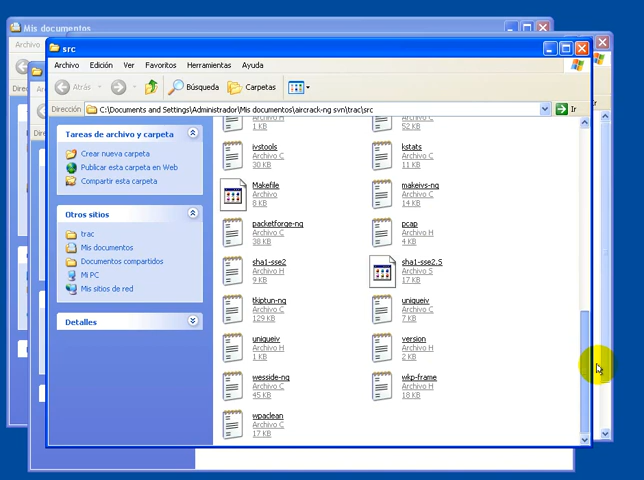 Mis documentos
Archivo
src
Archivo Edición Ver Favoritos Herramientas Ayuda
Atrás Búsqueda Carpetas
Dirección C:\Documents and Settings\Administrador\Mis documentos\aircrack-ng svn\trac\src Ir
Tareas de archivo y carpeta
Crear nueva carpeta
Publicar esta carpeta en Web
Compartir esta carpeta
Otros sitios
trac
Mis documentos
Documentos compartidos
Mi PC
Mis sitios de red
Detalles
Archivo H
1 KB
Archivo C
52 KB
ivstools
Archivo C
30 KB
kstats
Archivo C
11 KB
Makefile
Archivo
8 KB
makeivs-ng
Archivo C
14 KB
packetforge-ng
Archivo C
38 KB
pcap
Archivo H
4 KB
sha1-sse2
Archivo H
9 KB
sha1-sse2.S
Archivo S
17 KB
tkiptun-ng
Archivo C
129 KB
uniqueiv
Archivo C
7 KB
uniqueiv
Archivo H
1 KB
version
Archivo H
2 KB
wesside-ng
Archivo C
45 KB
wkp-frame
Archivo H
18 KB
wpaclean
Archivo C
17 KB